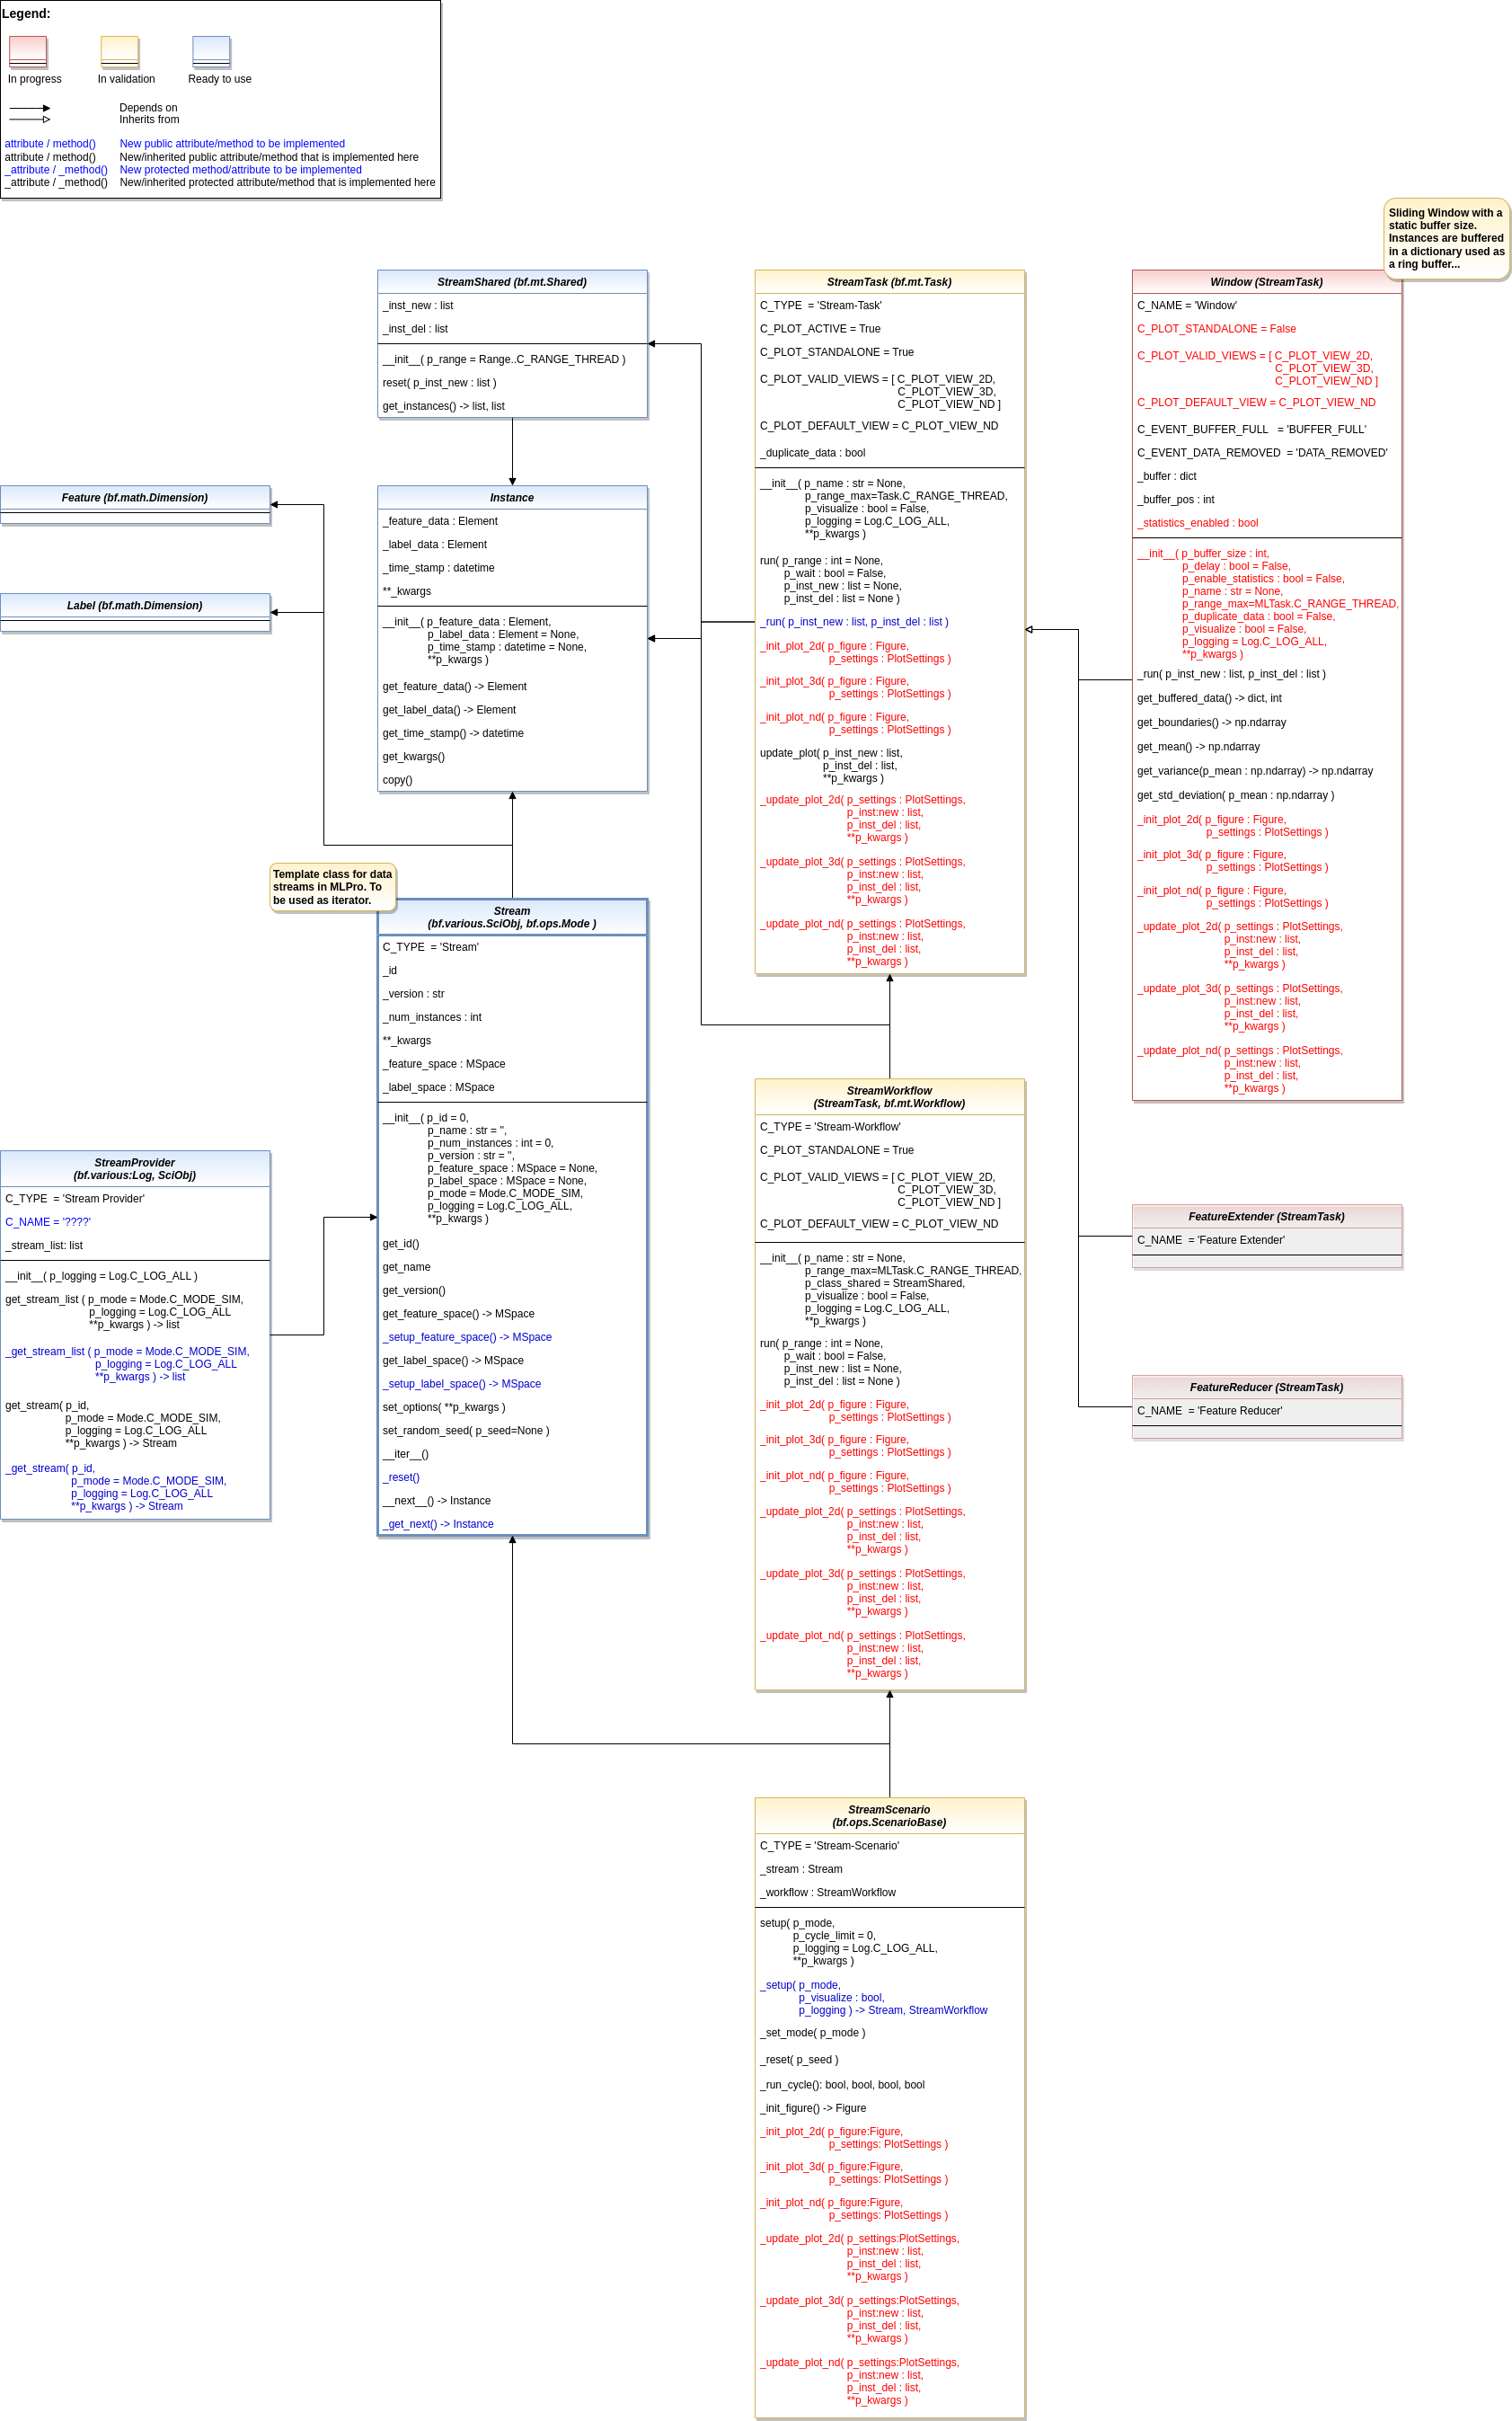 Legend:
In progress
In validation
Ready to use
Depends on
Inherits from
attribute / method() New public attribute/method to be implemented
attribute / method() New/inherited public attribute/method that is implemented here
_attribute / _method() New protected method/attribute to be implemented
_attribute / _method() New/inherited protected attribute/method that is implemented here
Sliding Window with a
static buffer size.
Instances are buffered
in a dictionary used as
a ring buffer...
StreamShared (bf.mt.Shared)
_inst_new : list
_inst_del : list
__init__( p_range = Range..C_RANGE_THREAD )
reset( p_inst_new : list )
get_instances() -> list, list
Feature (bf.math.Dimension)
Label (bf.math.Dimension)
Instance
_feature_data : Element
_label_data : Element
_time_stamp : datetime
**_kwargs
__init__( p_feature_data : Element,
p_label_data : Element = None,
p_time_stamp : datetime = None,
**p_kwargs )
get_feature_data() -> Element
get_label_data() -> Element
get_time_stamp() -> datetime
get_kwargs()
copy()
Template class for data
streams in MLPro. To
be used as iterator.
Stream
(bf.various.SciObj, bf.ops.Mode )
C_TYPE = 'Stream'
_id
_version : str
_num_instances : int
**_kwargs
_feature_space : MSpace
_label_space : MSpace
__init__( p_id = 0,
p_name : str = '',
p_num_instances : int = 0,
p_version : str = '',
p_feature_space : MSpace = None,
p_label_space : MSpace = None,
p_mode = Mode.C_MODE_SIM,
p_logging = Log.C_LOG_ALL,
**p_kwargs )
get_id()
get_name
get_version()
get_feature_space() -> MSpace
_setup_feature_space() -> MSpace
get_label_space() -> MSpace
_setup_label_space() -> MSpace
set_options( **p_kwargs )
set_random_seed( p_seed=None )
__iter__()
_reset()
__next__() -> Instance
_get_next() -> Instance
StreamProvider
(bf.various:Log, SciObj)
C_TYPE = 'Stream Provider'
C_NAME = '????'
_stream_list: list
__init__( p_logging = Log.C_LOG_ALL )
get_stream_list ( p_mode = Mode.C_MODE_SIM,
p_logging = Log.C_LOG_ALL
**p_kwargs ) -> list
_get_stream_list ( p_mode = Mode.C_MODE_SIM,
p_logging = Log.C_LOG_ALL
**p_kwargs ) -> list
get_stream( p_id,
p_mode = Mode.C_MODE_SIM,
p_logging = Log.C_LOG_ALL
**p_kwargs ) -> Stream
_get_stream( p_id,
p_mode = Mode.C_MODE_SIM,
p_logging = Log.C_LOG_ALL
**p_kwargs ) -> Stream
StreamTask (bf.mt.Task)
C_TYPE = 'Stream-Task'
C_PLOT_ACTIVE = True
C_PLOT_STANDALONE = True
C_PLOT_VALID_VIEWS = [ C_PLOT_VIEW_2D,
C_PLOT_VIEW_3D,
C_PLOT_VIEW_ND ]
C_PLOT_DEFAULT_VIEW = C_PLOT_VIEW_ND
_duplicate_data : bool
__init__( p_name : str = None,
p_range_max=Task.C_RANGE_THREAD,
p_visualize : bool = False,
p_logging = Log.C_LOG_ALL,
**p_kwargs )
run( p_range : int = None,
p_wait : bool = False,
p_inst_new : list = None,
p_inst_del : list = None )
_run( p_inst_new : list, p_inst_del : list )
_init_plot_2d( p_figure : Figure,
p_settings : PlotSettings )
_init_plot_3d( p_figure : Figure,
p_settings : PlotSettings )
_init_plot_nd( p_figure : Figure,
p_settings : PlotSettings )
update_plot( p_inst_new : list,
p_inst_del : list,
**p_kwargs )
_update_plot_2d( p_settings : PlotSettings,
p_inst:new : list,
p_inst_del : list,
**p_kwargs )
_update_plot_3d( p_settings : PlotSettings,
p_inst:new : list,
p_inst_del : list,
**p_kwargs )
_update_plot_nd( p_settings : PlotSettings,
p_inst:new : list,
p_inst_del : list,
**p_kwargs )
StreamWorkflow
(StreamTask, bf.mt.Workflow)
C_TYPE = 'Stream-Workflow'
C_PLOT_STANDALONE = True
C_PLOT_VALID_VIEWS = [ C_PLOT_VIEW_2D,
C_PLOT_VIEW_3D,
C_PLOT_VIEW_ND ]
C_PLOT_DEFAULT_VIEW = C_PLOT_VIEW_ND
__init__( p_name : str = None,
p_range_max=MLTask.C_RANGE_THREAD,
p_class_shared = StreamShared,
p_visualize : bool = False,
p_logging = Log.C_LOG_ALL,
**p_kwargs )
run( p_range : int = None,
p_wait : bool = False,
p_inst_new : list = None,
p_inst_del : list = None )
_init_plot_2d( p_figure : Figure,
p_settings : PlotSettings )
_init_plot_3d( p_figure : Figure,
p_settings : PlotSettings )
_init_plot_nd( p_figure : Figure,
p_settings : PlotSettings )
_update_plot_2d( p_settings : PlotSettings,
p_inst:new : list,
p_inst_del : list,
**p_kwargs )
_update_plot_3d( p_settings : PlotSettings,
p_inst:new : list,
p_inst_del : list,
**p_kwargs )
_update_plot_nd( p_settings : PlotSettings,
p_inst:new : list,
p_inst_del : list,
**p_kwargs )
StreamScenario
(bf.ops.ScenarioBase)
C_TYPE = 'Stream-Scenario'
_stream : Stream
_workflow : StreamWorkflow
setup( p_mode,
p_cycle_limit = 0,
p_logging = Log.C_LOG_ALL,
**p_kwargs )
_setup( p_mode,
p_visualize : bool,
p_logging ) -> Stream, StreamWorkflow
_set_mode( p_mode )
_reset( p_seed )
_run_cycle(): bool, bool, bool, bool
_init_figure() -> Figure
_init_plot_2d( p_figure:Figure,
p_settings: PlotSettings )
_init_plot_3d( p_figure:Figure,
p_settings: PlotSettings )
_init_plot_nd( p_figure:Figure,
p_settings: PlotSettings )
_update_plot_2d( p_settings:PlotSettings,
p_inst:new : list,
p_inst_del : list,
**p_kwargs )
_update_plot_3d( p_settings:PlotSettings,
p_inst:new : list,
p_inst_del : list,
**p_kwargs )
_update_plot_nd( p_settings:PlotSettings,
p_inst:new : list,
p_inst_del : list,
**p_kwargs )
Window (StreamTask)
C_NAME = 'Window'
C_PLOT_STANDALONE = False
C_PLOT_VALID_VIEWS = [ C_PLOT_VIEW_2D,
C_PLOT_VIEW_3D,
C_PLOT_VIEW_ND ]
C_PLOT_DEFAULT_VIEW = C_PLOT_VIEW_ND
C_EVENT_BUFFER_FULL = 'BUFFER_FULL'
C_EVENT_DATA_REMOVED = 'DATA_REMOVED'
_buffer : dict
_buffer_pos : int
_statistics_enabled : bool
__init__( p_buffer_size : int,
p_delay : bool = False,
p_enable_statistics : bool = False,
p_name : str = None,
p_range_max=MLTask.C_RANGE_THREAD,
p_duplicate_data : bool = False,
p_visualize : bool = False,
p_logging = Log.C_LOG_ALL,
**p_kwargs )
_run( p_inst_new : list, p_inst_del : list )
get_buffered_data() -> dict, int
get_boundaries() -> np.ndarray
get_mean() -> np.ndarray
get_variance(p_mean : np.ndarray) -> np.ndarray
get_std_deviation( p_mean : np.ndarray )
_init_plot_2d( p_figure : Figure,
p_settings : PlotSettings )
_init_plot_3d( p_figure : Figure,
p_settings : PlotSettings )
_init_plot_nd( p_figure : Figure,
p_settings : PlotSettings )
_update_plot_2d( p_settings : PlotSettings,
p_inst:new : list,
p_inst_del : list,
**p_kwargs )
_update_plot_3d( p_settings : PlotSettings,
p_inst:new : list,
p_inst_del : list,
**p_kwargs )
_update_plot_nd( p_settings : PlotSettings,
p_inst:new : list,
p_inst_del : list,
**p_kwargs )
FeatureExtender (StreamTask)
C_NAME = 'Feature Extender'
FeatureReducer (StreamTask)
C_NAME = 'Feature Reducer'